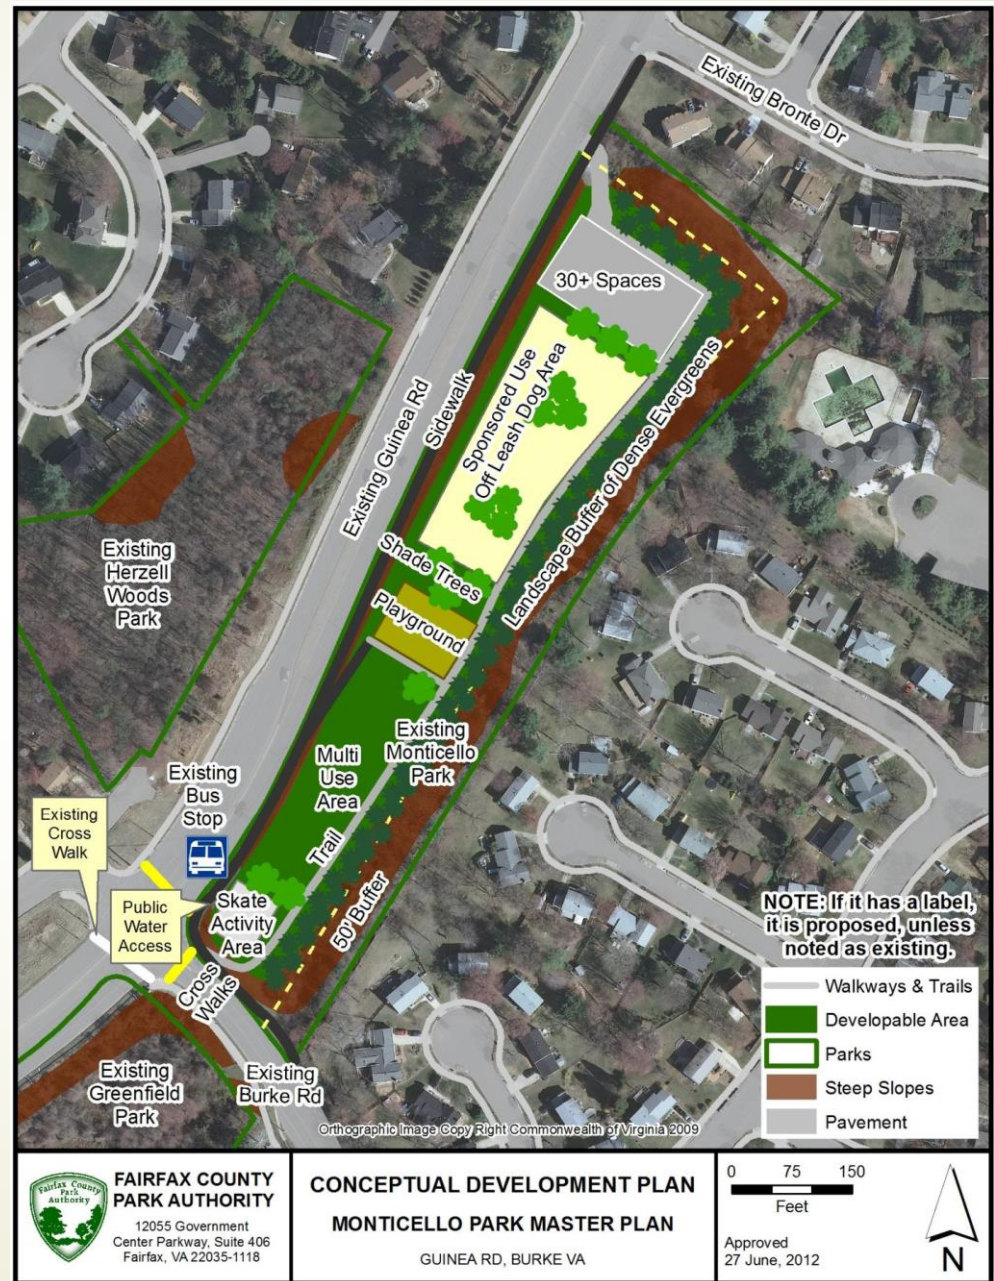 Existing Bronte Dr
30+ Spaces
Sponsored Use
Off Leash Dog Area
Existing Guinea Rd
Sidewalk
Landscape Buffer of Dense Evergreens
Shade Trees
Playground
Existing
Herzell
Woods
Park
Existing
Monticello
Park
Multi
Use
Area
Trail
Existing
Bus
Stop
Existing
Cross
Walk
Public
Water
Access
Skate
Activity
Area
50' Buffer
Cross
Walks
Existing
Greenfield
Park
Existing
Burke Rd
NOTE: If it has a label,
it is proposed, unless
noted as existing.
Walkways & Trails
Developable Area
Parks
Steep Slopes
Pavement
Orthographic Image Copy Right Commonwealth of Virginia 2009
Fairfax County
Park
Authority
FAIRFAX COUNTY
PARK AUTHORITY
12055 Government
Center Parkway, Suite 406
Fairfax, VA 22035-1118
CONCEPTUAL DEVELOPMENT PLAN
MONTICELLO PARK MASTER PLAN
GUINEA RD, BURKE VA
0 75 150
Feet
Approved
27 June, 2012
N